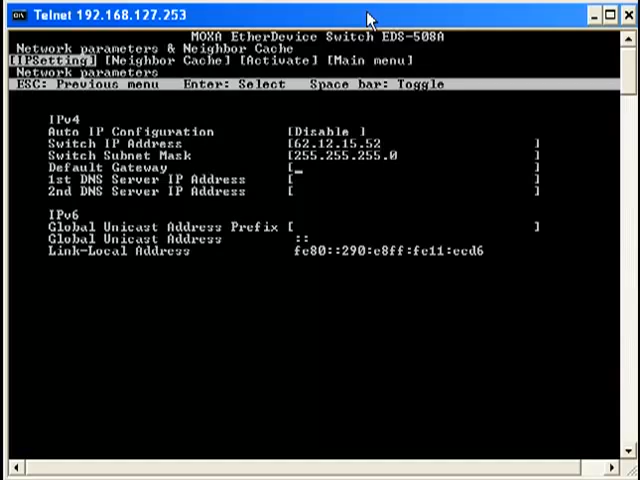 Telnet 192.168.127.253
MOXA EtherDevice Switch EDS-508A
Network parameters & Neighbor Cache
[IPSetting] [Neighbor Cache] [Activate] [Main menu]
Network parameters
ESC: Previous menu   Enter: Select   Space bar: Toggle
IPv4
Auto IP Configuration [Disable ]
Switch IP Address [62.12.15.52 ]
Switch Subnet Mask [255.255.255.0 ]
Default Gateway [_ ]
1st DNS Server IP Address [ ]
2nd DNS Server IP Address [ ]
IPv6
Global Unicast Address Prefix [ ]
Global Unicast Address ::
Link-Local Address fe80::290:e8ff:fe11:ecd6